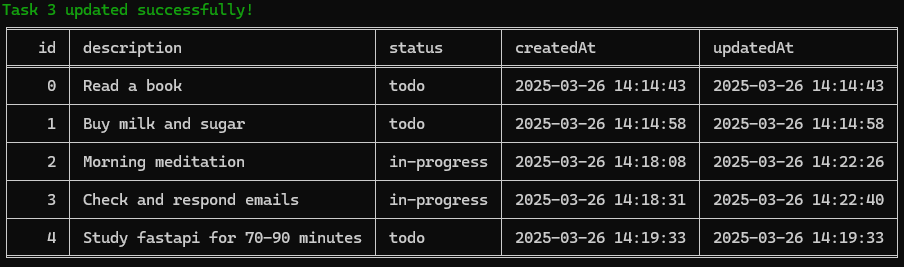 Task 3 updated successfully!
id description status createdAt updatedAt
0 Read a book todo 2025-03-26 14:14:43 2025-03-26 14:14:43
1 Buy milk and sugar todo 2025-03-26 14:14:58 2025-03-26 14:14:58
2 Morning meditation in-progress 2025-03-26 14:18:08 2025-03-26 14:22:26
3 Check and respond emails in-progress 2025-03-26 14:18:31 2025-03-26 14:22:40
4 Study fastapi for 70-90 minutes todo 2025-03-26 14:19:33 2025-03-26 14:19:33